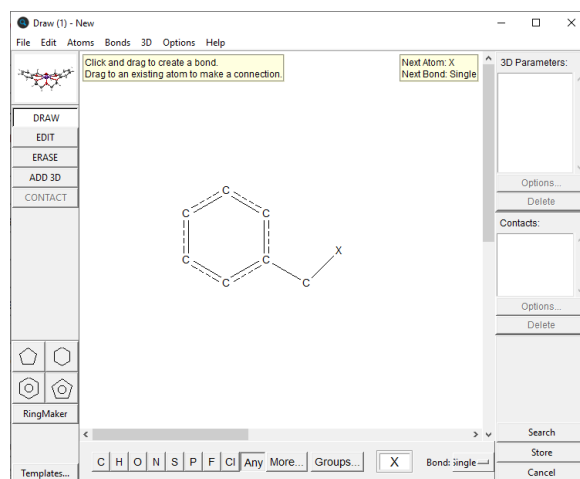 Draw (1) - New
File Edit Atoms Bonds 3D Options Help
Click and drag to create a bond.
Drag to an existing atom to make a connection.
Next Atom: X
Next Bond: Single
3D Parameters:
DRAW
EDIT
ERASE
ADD 3D
CONTACT
Options...
Delete
Contacts:
Options...
Delete
C
C C
X
C C
C C
RingMaker
Templates...
C H O N S P F Cl Any More... Groups... X Bond: Single
Search
Store
Cancel